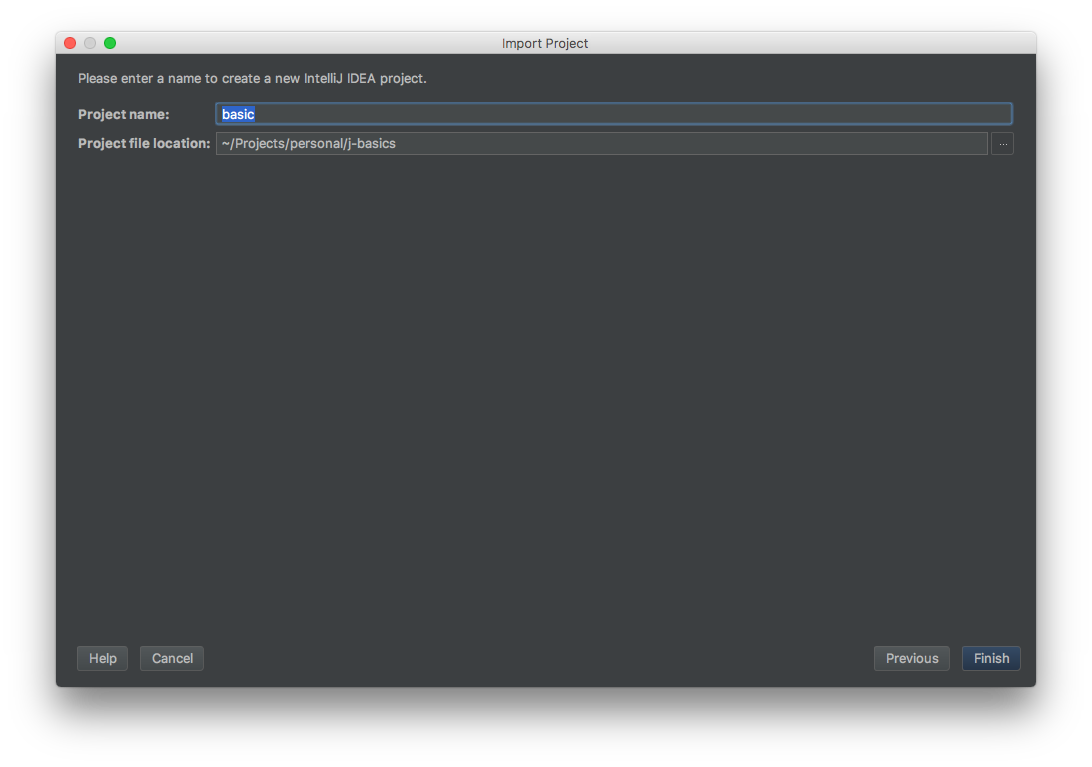 Import Project
Please enter a name to create a new IntelliJ IDEA project.
Project name: basic
Project file location: ~/Projects/personal/j-basics ...
Help Cancel Previous Finish